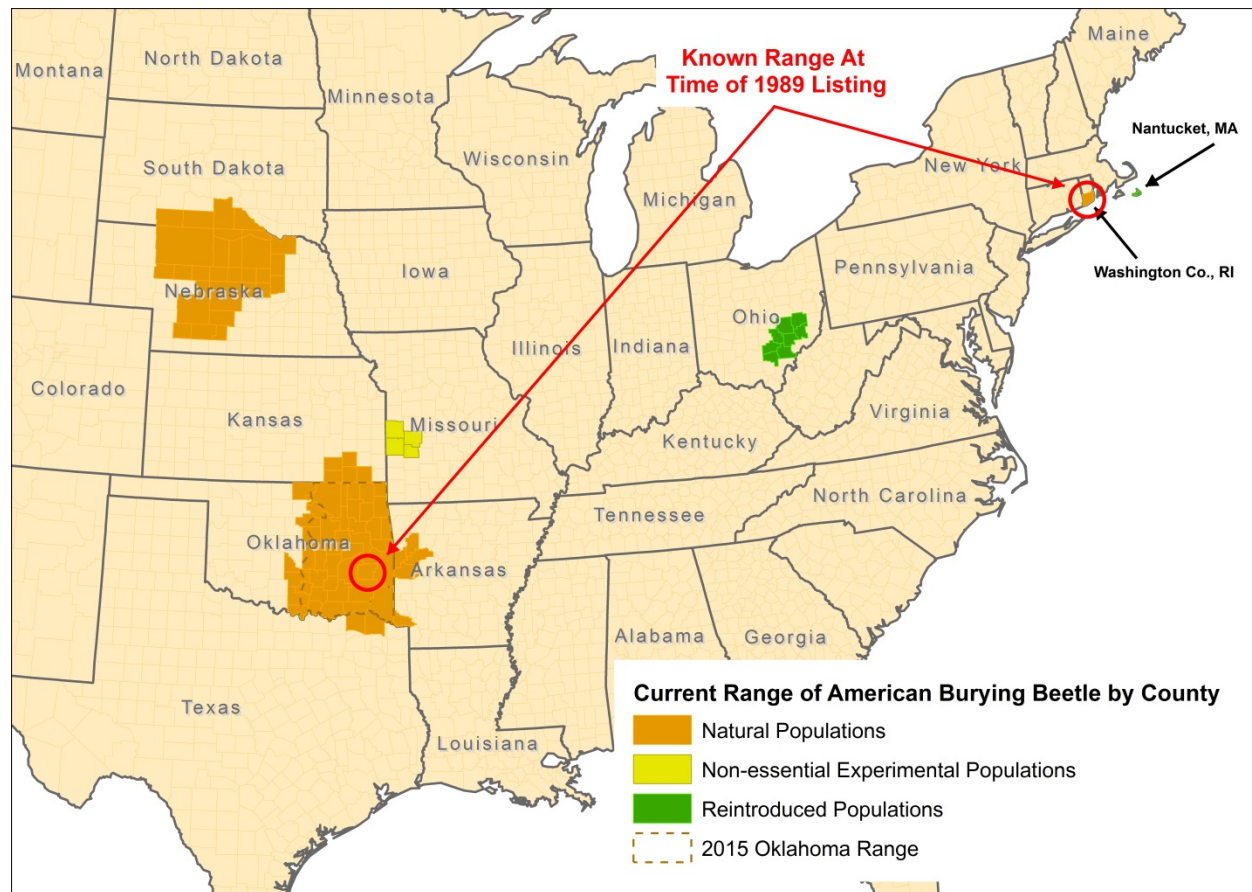 Maine
North Dakota
Montana
Known Range At
Time of 1989 Listing
Minnesota
Nantucket, MA
Wisconsin
New York
South Dakota
Michigan
Washington Co., RI
Iowa
Pennsylvania
Nebraska
Ohio
Illinois
Indiana
Colorado
Kansas
Missouri
Virginia
Kentucky
North Carolina
Tennessee
Oklahoma
Arkansas
Alabama
Georgia
Texas
Louisiana
Current Range of American Burying Beetle by County
Natural Populations
Non-essential Experimental Populations
Reintroduced Populations
2015 Oklahoma Range